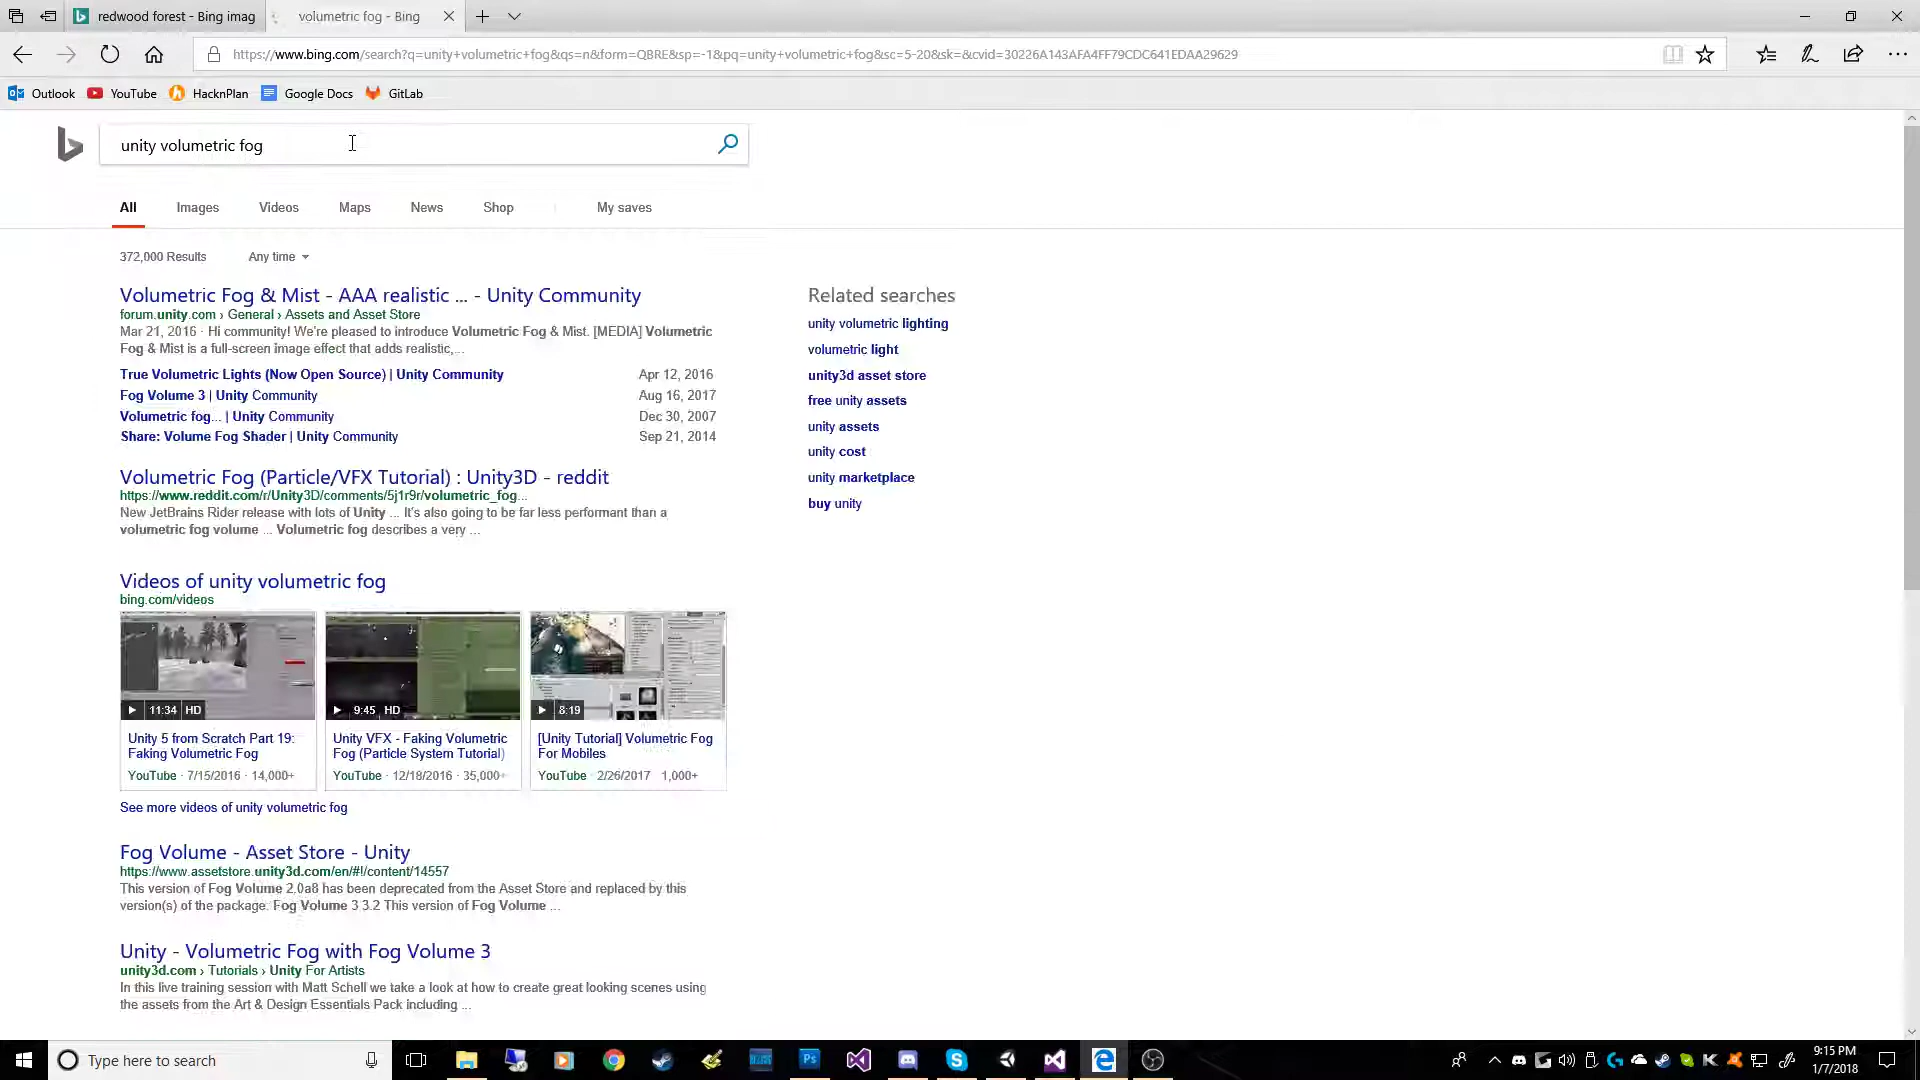 redwood forest - Bing imag
volumetric fog - Bing
https://www.bing.com/search?q=unity+volumetric+fog&qs=n&form=QBRE&sp=-1&pq=unity+volumetric+fog&sc=5-20&sk=&cvid=30226A143AFA4FF79CDC641EDAA29629
Outlook YouTube HacknPlan Google Docs GitLab
unity volumetric fog
All Images Videos Maps News Shop My saves
372,000 Results Any time
Volumetric Fog & Mist - AAA realistic ... - Unity Community
forum.unity.com › General › Assets and Asset Store
Mar 21, 2016 · Hi community! We're pleased to introduce Volumetric Fog & Mist. [MEDIA] Volumetric
Fog & Mist is a full-screen image effect that adds realistic,...
True Volumetric Lights (Now Open Source) | Unity Community Apr 12, 2016
Fog Volume 3 | Unity Community Aug 16, 2017
Volumetric fog... | Unity Community Dec 30, 2007
Share: Volume Fog Shader | Unity Community Sep 21, 2014
Volumetric Fog (Particle/VFX Tutorial) : Unity3D - reddit
https://www.reddit.com/r/Unity3D/comments/5j1r9r/volumetric_fog...
New JetBrains Rider release with lots of Unity ... It's also going to be far less performant than a
volumetric fog volume ... Volumetric fog describes a very ...
Videos of unity volumetric fog
bing.com/videos
11:34 HD
9:45 HD
8:19
Unity 5 from Scratch Part 19:
Faking Volumetric Fog
YouTube · 7/15/2016 · 14,000+
Unity VFX - Faking Volumetric
Fog (Particle System Tutorial)
YouTube · 12/18/2016 · 35,000+
[Unity Tutorial] Volumetric Fog
For Mobiles
YouTube · 2/26/2017 1,000+
See more videos of unity volumetric fog
Fog Volume - Asset Store - Unity
https://www.assetstore.unity3d.com/en/#!/content/14557
This version of Fog Volume 2.0a8 has been deprecated from the Asset Store and replaced by this
version(s) of the package: Fog Volume 3 3.2 This version of Fog Volume ...
Unity - Volumetric Fog with Fog Volume 3
unity3d.com › Tutorials › Unity For Artists
In this live training session with Matt Schell we take a look at how to create great looking scenes using
the assets from the Art & Design Essentials Pack including ...
Related searches
unity volumetric lighting
volumetric light
unity3d asset store
free unity assets
unity assets
unity cost
unity marketplace
buy unity
Type here to search
Ps
9:15 PM
1/7/2018